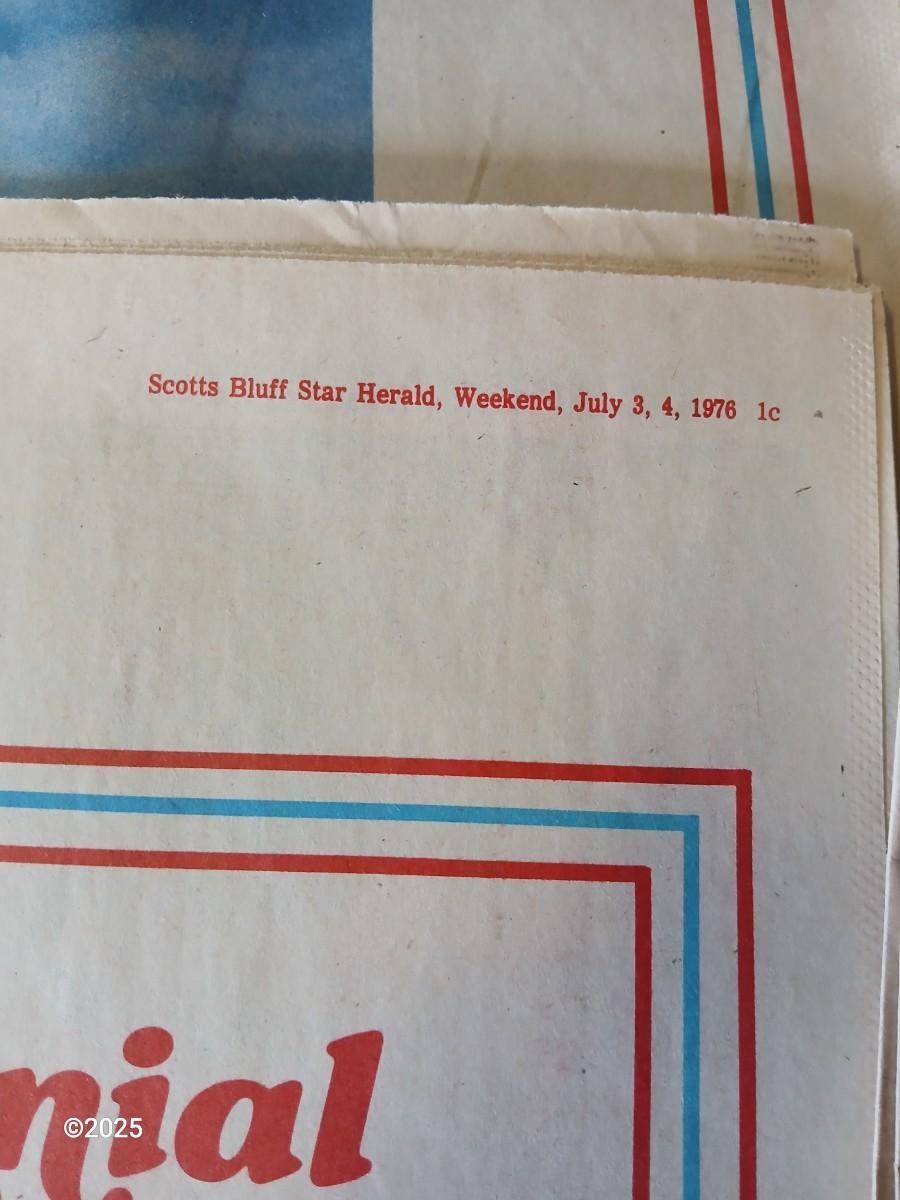 Scotts Bluff Star Herald, Weekend, July 3, 4, 1976 1c
nial
©2025